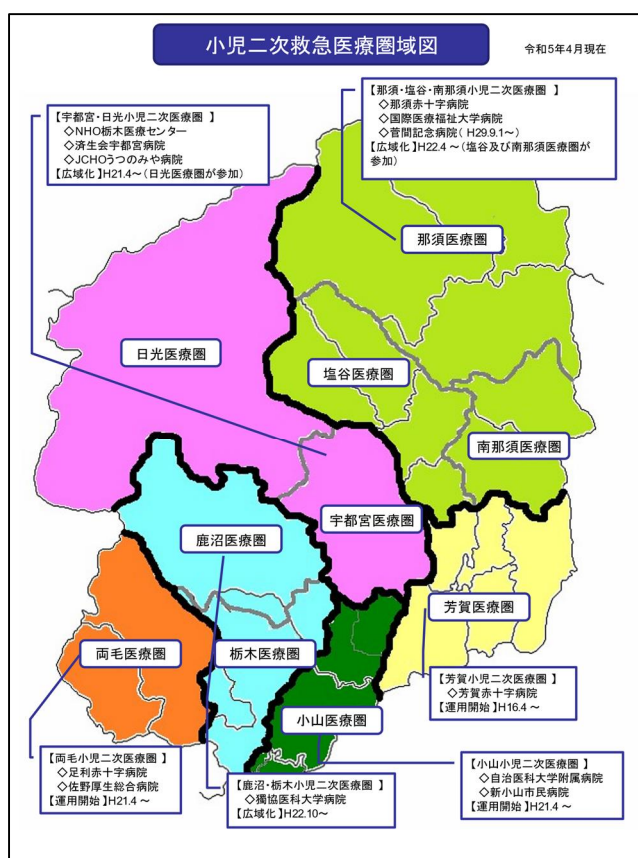 小児二次救急医療圏域図
令和5年4月現在
【宇都宮・日光小児二次医療圏 】
◇NHO栃木医療センター
◇済生会宇都宮病院
◇JCHOうつのみや病院
【広域化】H21.4~(日光医療圏が参加)
【那須・塩谷・南那須小児二次医療圏 】
◇那須赤十字病院
◇国際医療福祉大学病院
◇菅間記念病院( H29.9.1~)
【広域化】H22.4 ~(塩谷及び南那須医療圏が
参加)
那須医療圏
日光医療圏
塩谷医療圏
南那須医療圏
宇都宮医療圏
鹿沼医療圏
芳賀医療圏
両毛医療圏
栃木医療圏
小山医療圏
【芳賀小児二次医療圏 】
◇芳賀赤十字病院
【運用開始】H16.4~
【両毛小児二次医療圏 】
◇足利赤十字病院
◇佐野厚生総合病院
【運用開始】H21.4 ~
【鹿沼・栃木小児二次医療圏 】
◇獨協医科大学病院
【広域化】H22.10~
【小山小児二次医療圏 】
◇自治医科大学附属病院
◇新小山市民病院
【運用開始】H21.4~